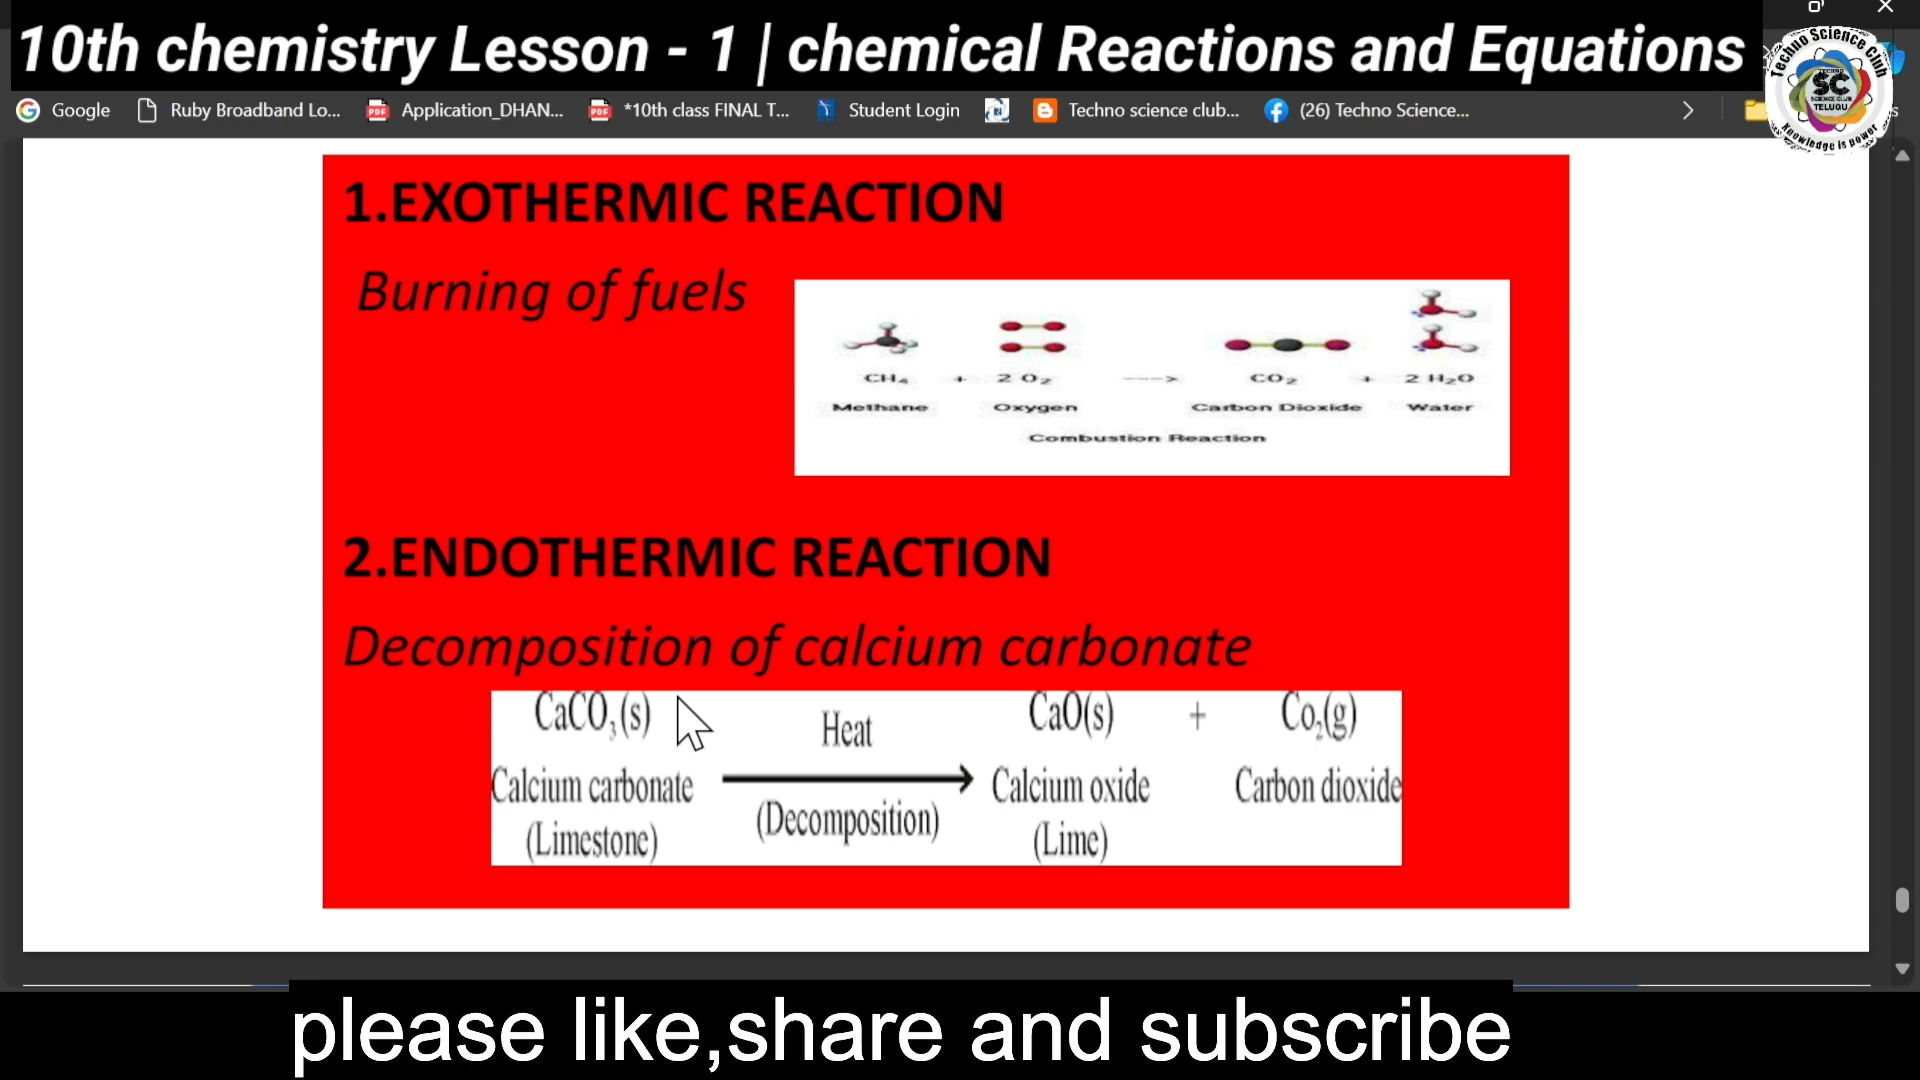 10th chemistry Lesson - 1 | chemical Reactions and Equations
Techno Science Club
SC
SCIENCE CLUB
TELUGU
Knowledge is power
Google
Ruby Broadband Lo...
Application_DHAN...
*10th class FINAL T...
Student Login
Techno science club...
(26) Techno Science...
1.EXOTHERMIC REACTION
Burning of fuels
CH₄ + 2 O₂ ----> CO₂ + 2 H₂O
Methane Oxygen Carbon Dioxide Water
Combustion Reaction
2.ENDOTHERMIC REACTION
Decomposition of calcium carbonate
CaCO₃(s) Heat CaO(s) + Co₂(g)
Calcium carbonate Calcium oxide Carbon dioxide
(Limestone) (Decomposition) (Lime)
please like,share and subscribe